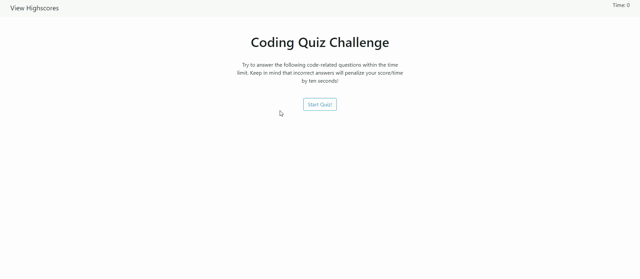 View Highscores
Time: 0
Coding Quiz Challenge
Try to answer the following code-related questions within the time
limit. Keep in mind that incorrect answers will penalize your score/time
by ten seconds!
Start Quiz!